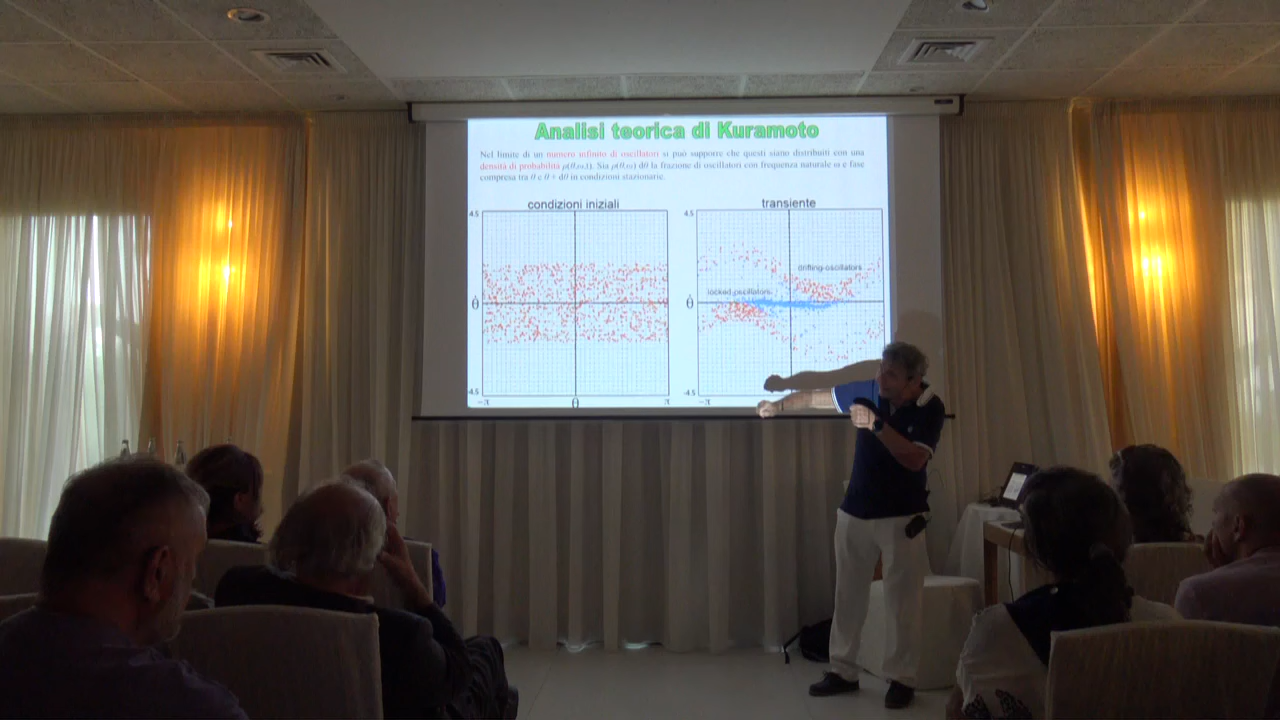 Analisi teorica di Kuramoto
Nel limite di un numero infinito di oscillatori si può supporre che questi siano distribuiti con una
densità di probabilità ρ(θ,ω,t). Sia ρ(θ,ω) dθ la frazione di oscillatori con frequenza naturale ω e fase
compresa tra θ e θ + dθ in condizioni stazionarie.
condizioni iniziali
transiente
4.5
4.5
drifting oscillators
locked oscillators
θ̇
θ̇
-4.5
-4.5
-π
θ
π
-π